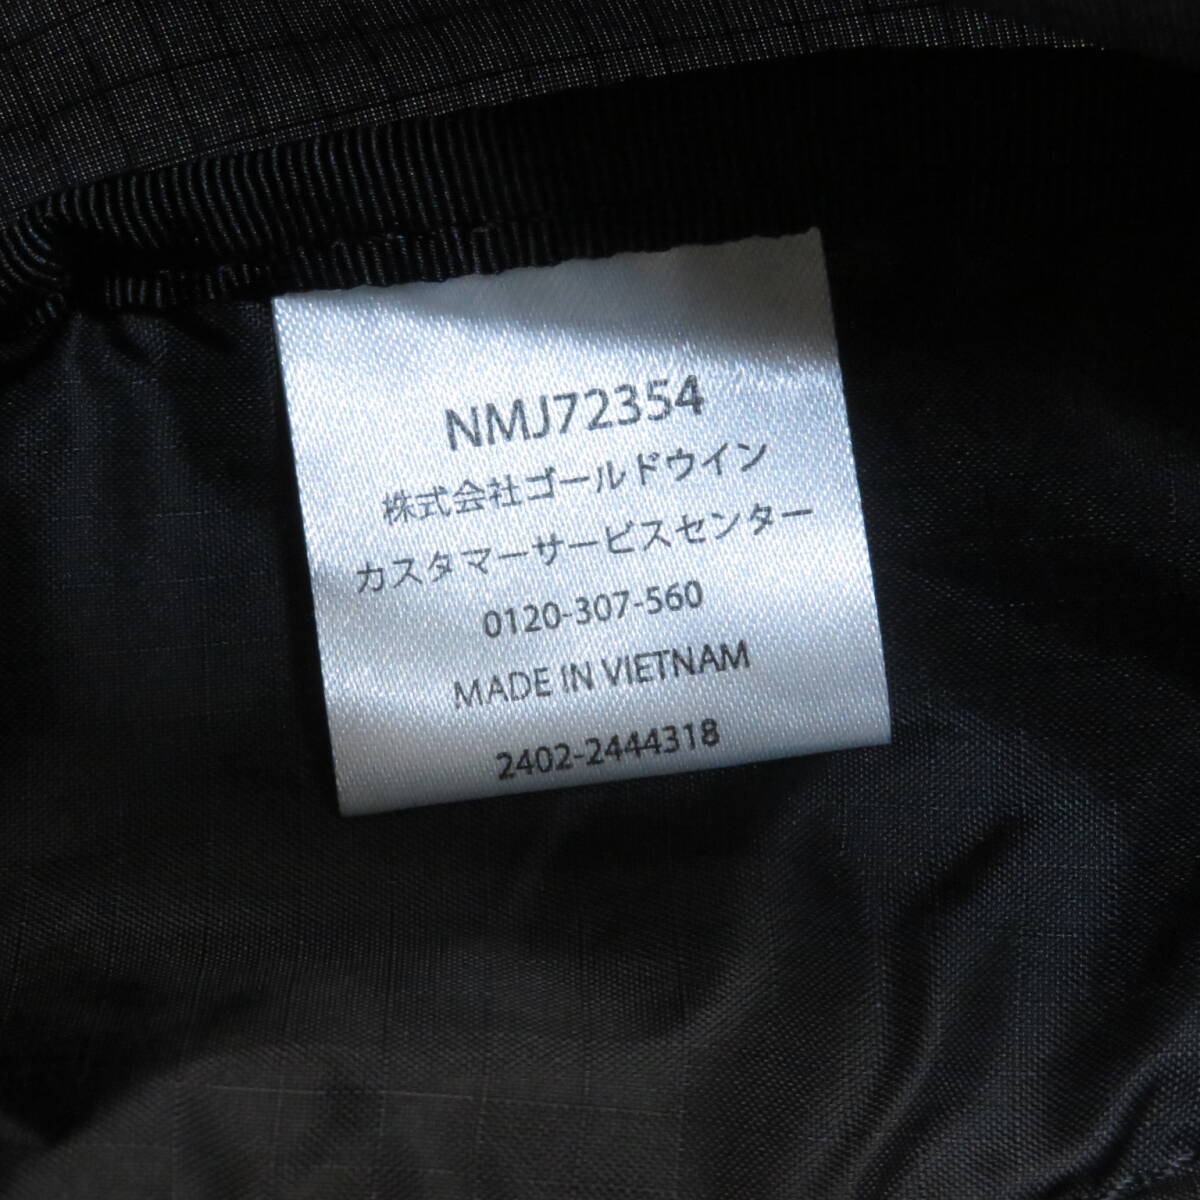 NMJ72354
株式会社ゴールドウイン
カスタマーサービスセンター
0120-307-560
MADE IN VIETNAM
2402-2444318